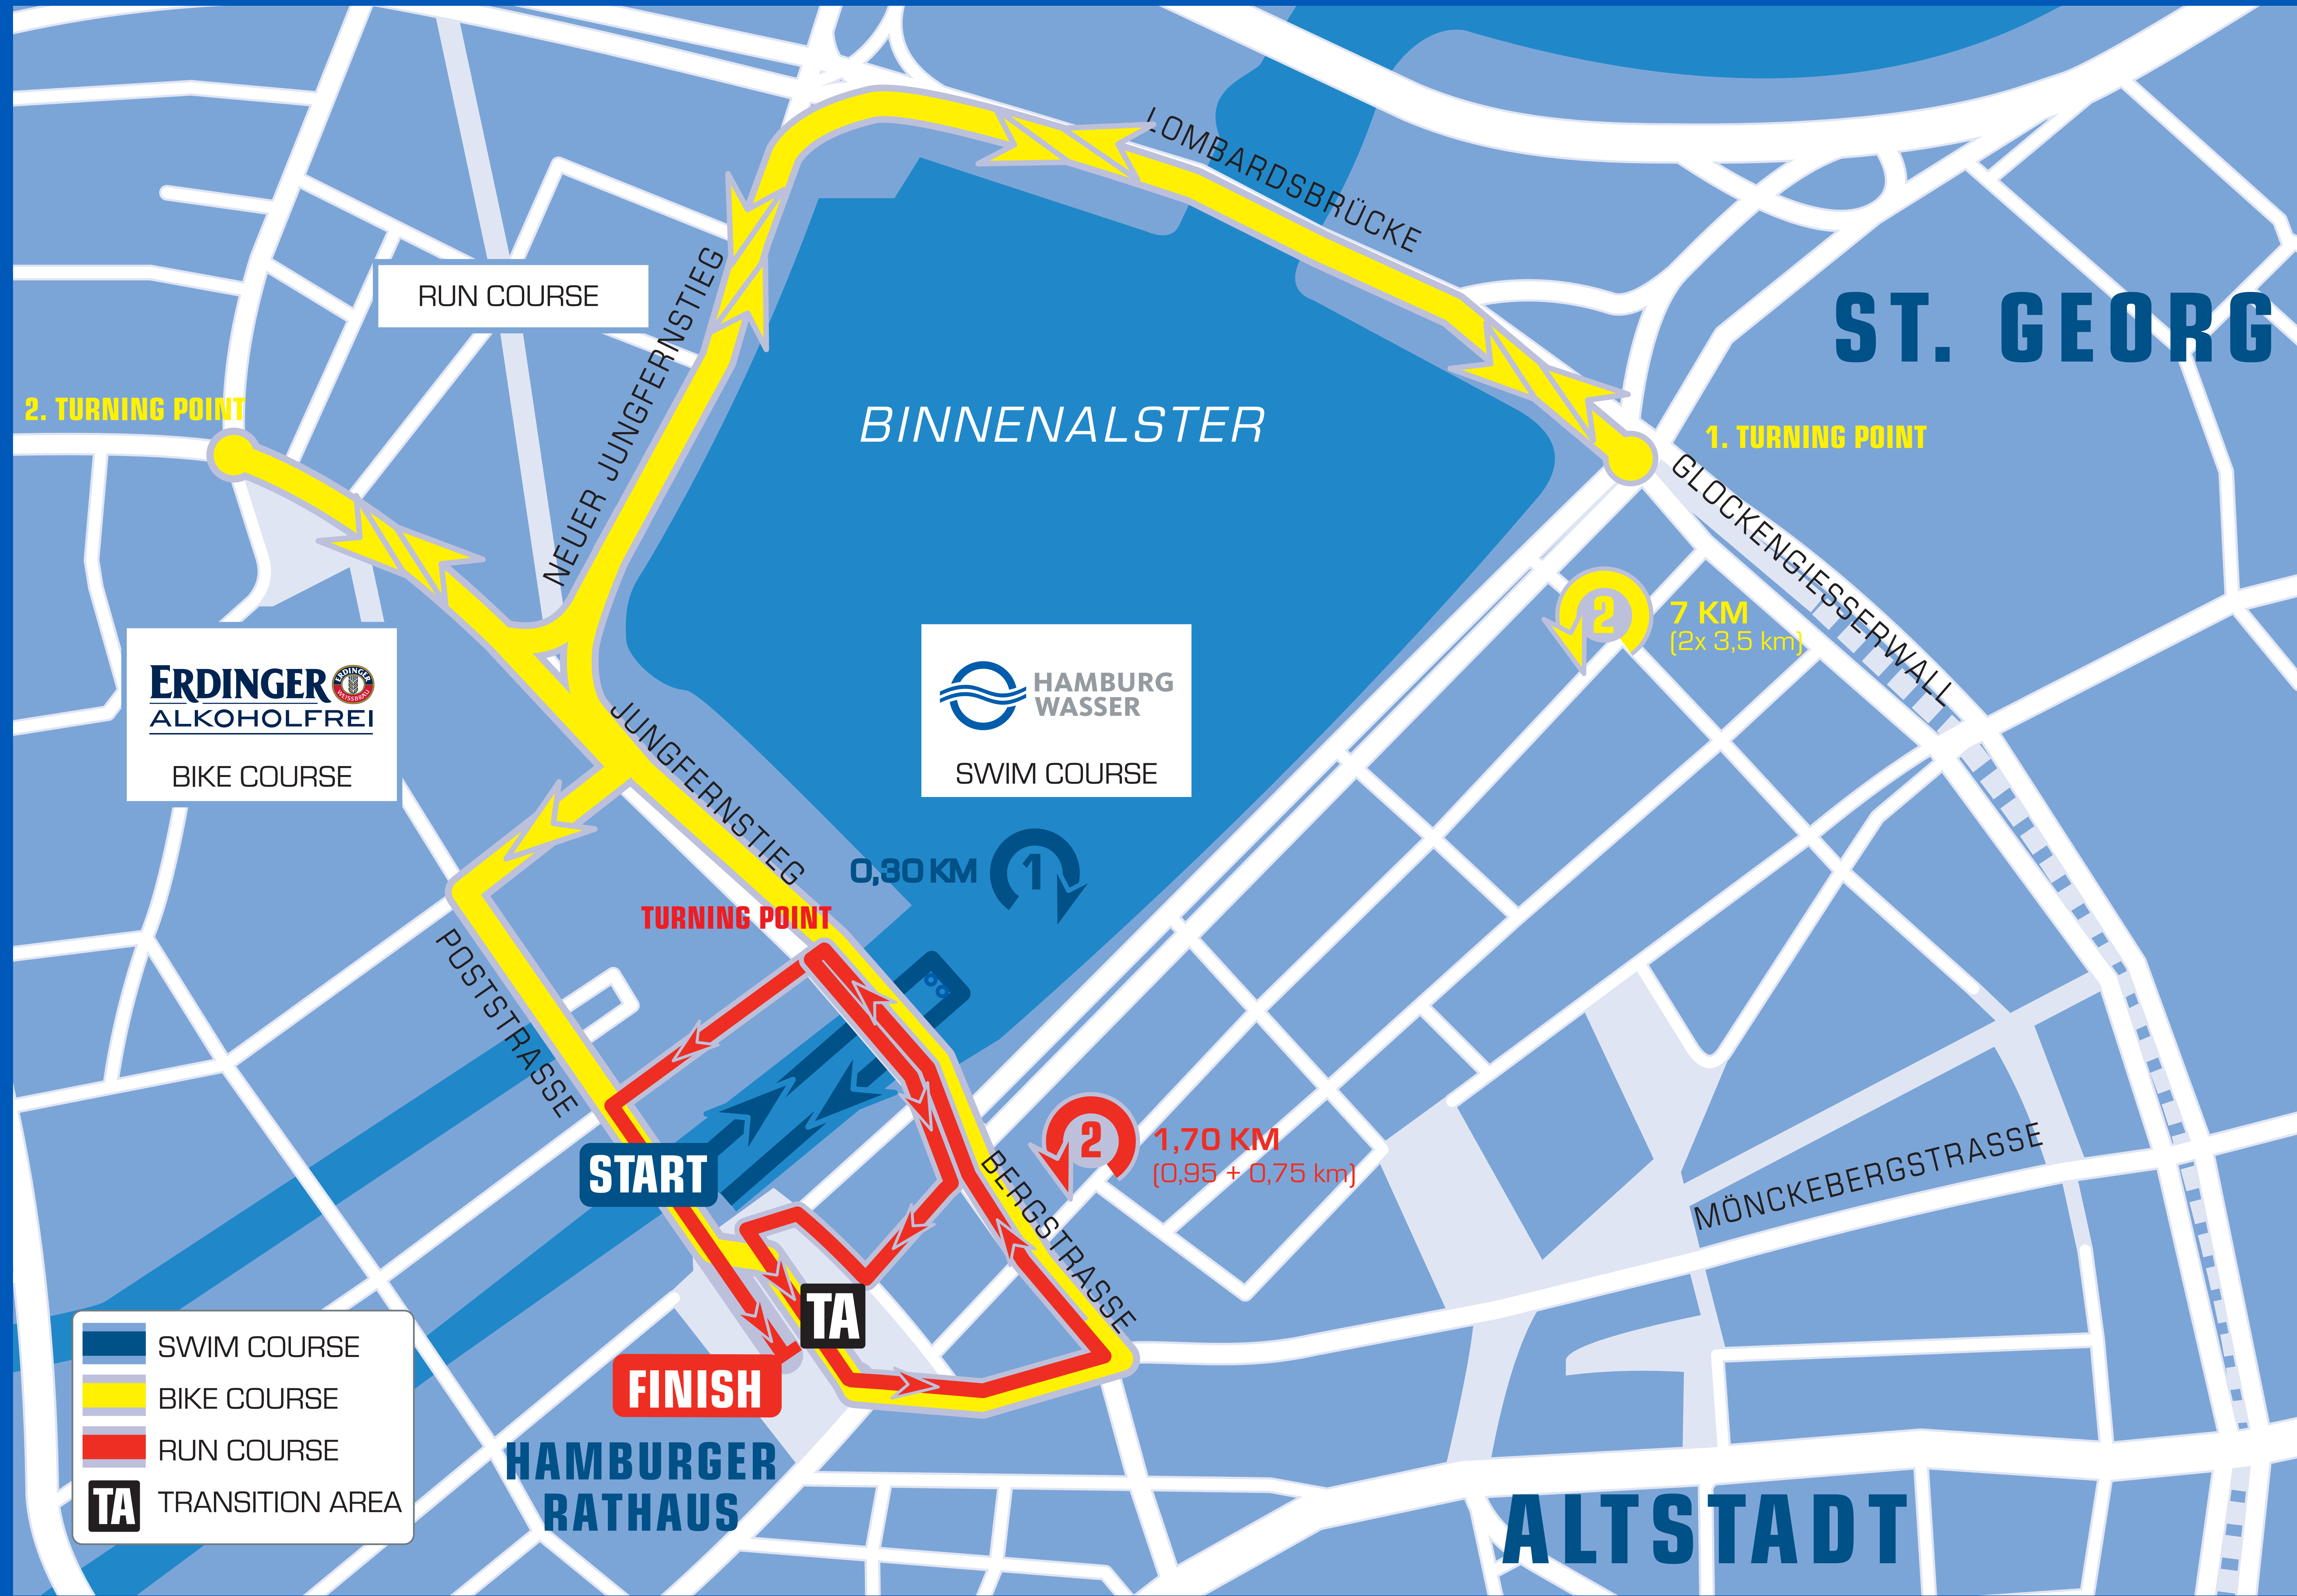 LOMBARDSBRÜCKE
RUN COURSE
NEUER JUNGFERNSTIEG
ST. GEORG
2. TURNING POINT
BINNENALSTER
1. TURNING POINT
GLOCKENGIESSERWALL
2
7 KM
(2x 3,5 km)
ERDINGER
ERDINGER
WEISSBRÄU
ALKOHOLFREI
BIKE COURSE
HAMBURG
WASSER
SWIM COURSE
JUNGFERNSTIEG
0,30 KM
1
TURNING POINT
POSTSTRASSE
START
2
1,70 KM
(0,95 + 0,75 km)
BERGSTRASSE
MÖNCKEBERGSTRASSE
TA
FINISH
SWIM COURSE
BIKE COURSE
RUN COURSE
TA
TRANSITION AREA
HAMBURGER
RATHAUS
ALTSTADT